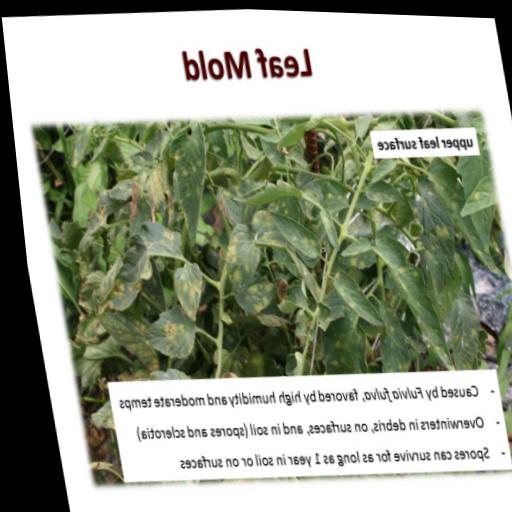 Leaf Mold
upper leaf surface
- Caused by Fulvia fulva, favored by high humidity and moderate temps
- Overwinters in debris, on surfaces, and in soil (spores and sclerotia)
- Spores can survive for as long as 1 year in soil or on surfaces